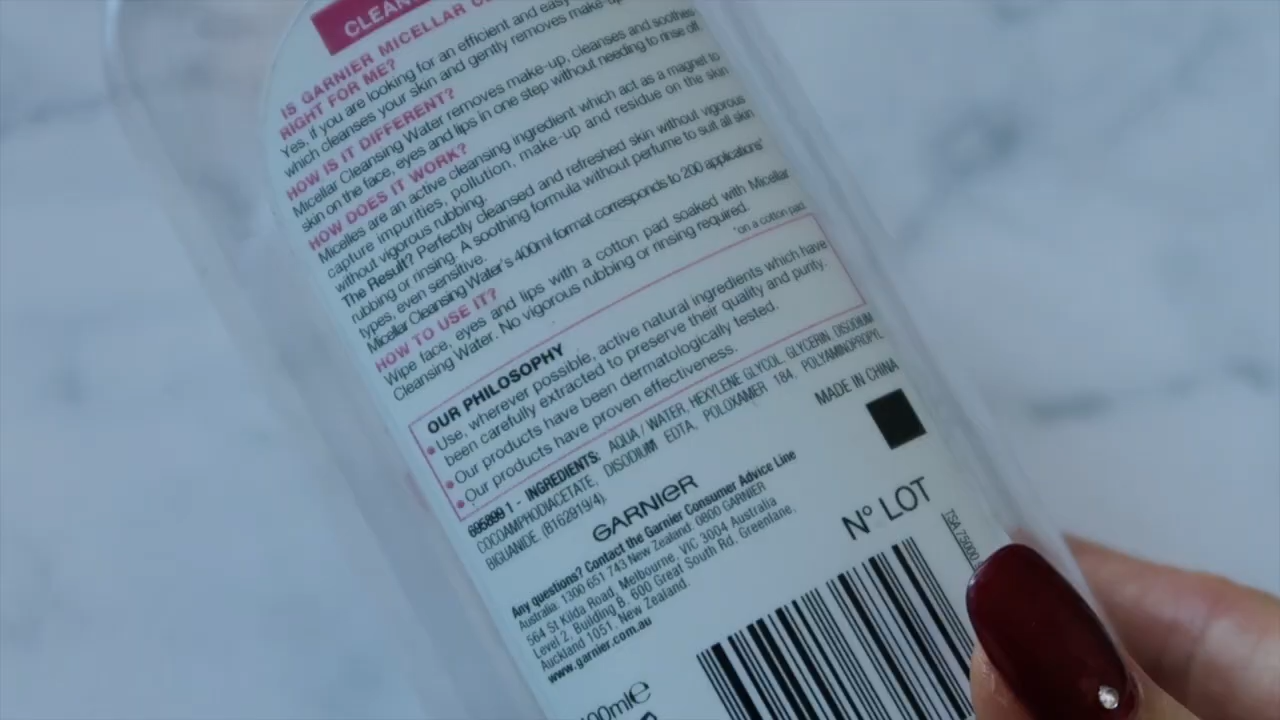 CLEAN
IS GARNIER MICELLAR
RIGHT FOR ME?
Yes, if you are looking for an efficient and easy
which cleanses your skin and gently removes make-up
HOW IS IT DIFFERENT?
Micellar Cleansing Water removes make-up, cleanses and soothes
skin on the face, eyes and lips in one step without needing to rinse off.
HOW DOES IT WORK?
Micelles are an active cleansing ingredient which act as a magnet to
capture impurities, pollution, make-up and residue on the skin
without vigorous rubbing.
The Result? Perfectly cleansed and refreshed skin without vigorous
rubbing or rinsing. A soothing formula without perfume to suit all skin
types, even sensitive.
Micellar Cleansing Water's 400ml format corresponds to 200 applications*
HOW TO USE IT?
Wipe face, eyes and lips with a cotton pad soaked with Micellar
Cleansing Water. No vigorous rubbing or rinsing required.
*on a cotton pad.
OUR PHILOSOPHY
• Use, wherever possible, active natural ingredients which have
been carefully extracted to preserve their quality and purity.
• Our products have been dermatologically tested.
• Our products have proven effectiveness.
695899 1 - INGREDIENTS: AQUA / WATER, HEXYLENE GLYCOL, GLYCERIN, DISODIUM
COCOAMPHODIACETATE, DISODIUM EDTA, POLOXAMER 184, POLYAMINOPROPYL
BIGUANIDE. (B162919/4).
MADE IN CHINA
GARNIER
Any questions? Contact the Garnier Consumer Advice Line
Australia. 1300 651 743 New Zealand. 0800 GARNIER
564 St Kilda Road, Melbourne, VIC 3004 Australia
Level 2, Building B, 600 Great South Rd. Greenlane,
Auckland 1051. New Zealand.
www.garnier.com.au
N° LOT
00ml e